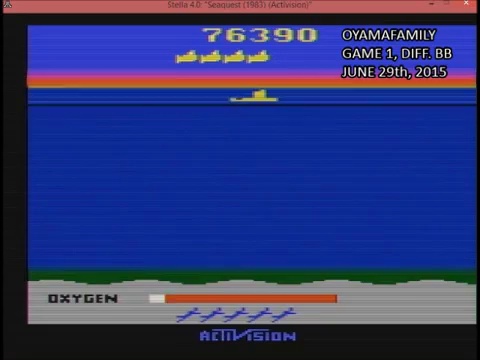 Stella 4.0: "Seaquest (1983) (Activision)"
76390
OYAMAFAMILY
GAME 1, DIFF. BB
JUNE 29th, 2015
OXYGEN
ACTIVISION